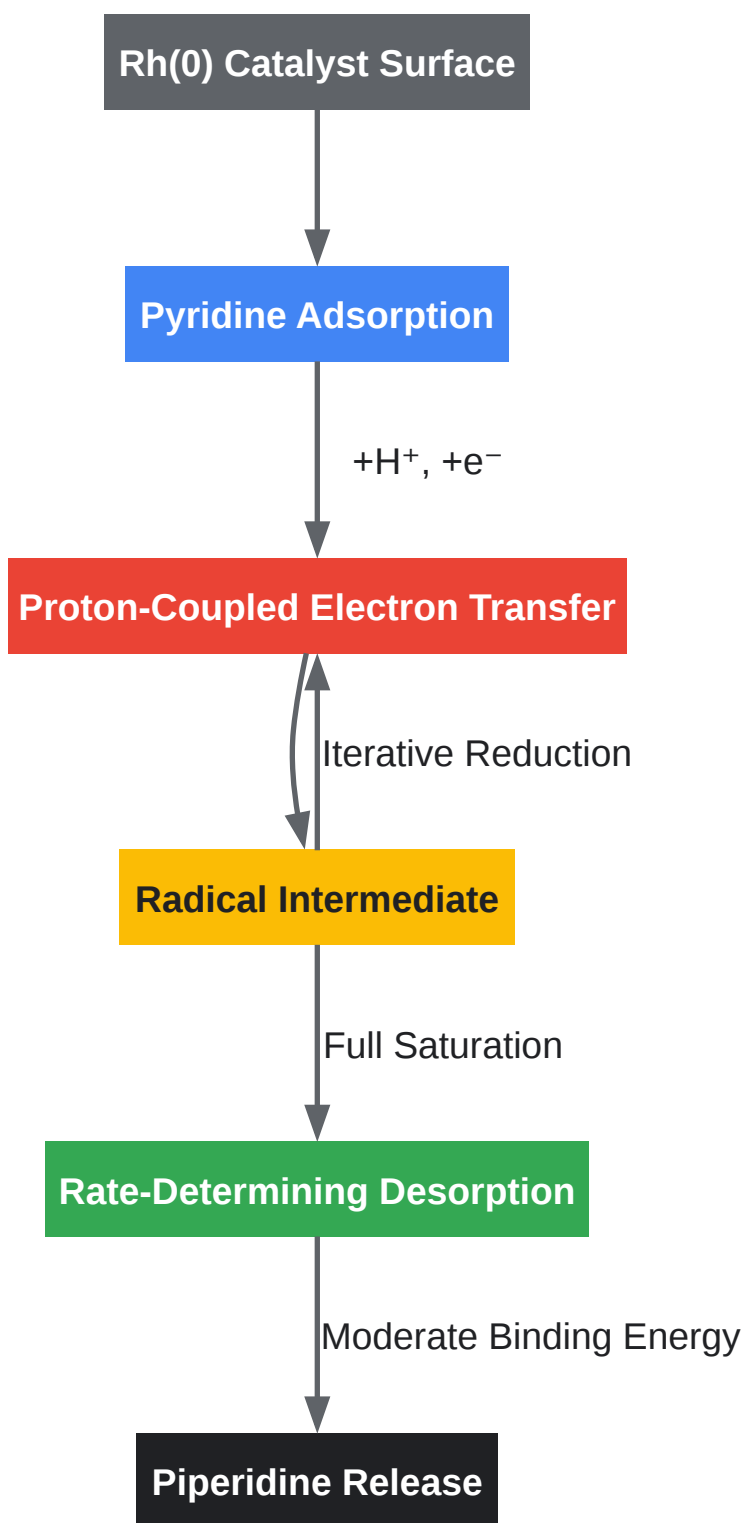 Rh(0) Catalyst Surface
Pyridine Adsorption
+H⁺, +e⁻
Proton-Coupled Electron Transfer
Iterative Reduction
Radical Intermediate
Full Saturation
Rate-Determining Desorption
Moderate Binding Energy
Piperidine Release